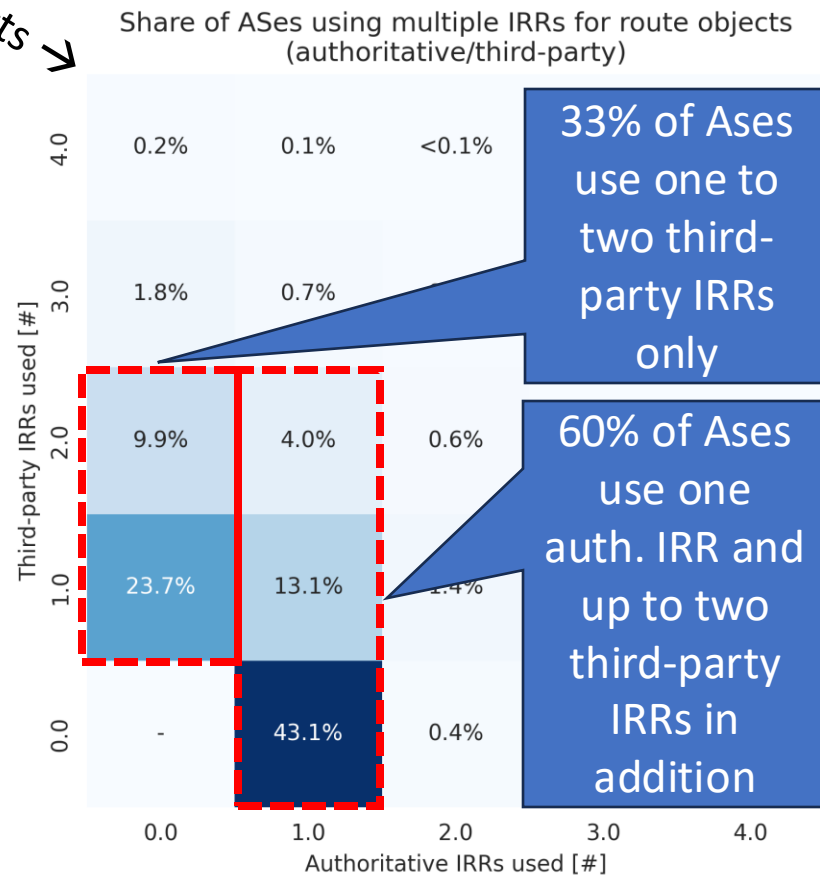 ts
Share of ASes using multiple IRRs for route objects
(authoritative/third-party)
Third-party IRRs used [#]
4.0
0.2%
0.1%
<0.1%
3.0
1.8%
0.7%
2.0
9.9%
4.0%
0.6%
1.0
23.7%
13.1%
0.0
-
43.1%
0.4%
33% of Ases
use one to
two third-
party IRRs
only
60% of Ases
use one
auth. IRR and
up to two
third-party
IRRs in
addition
0.0
1.0
2.0
3.0
4.0
Authoritative IRRs used [#]